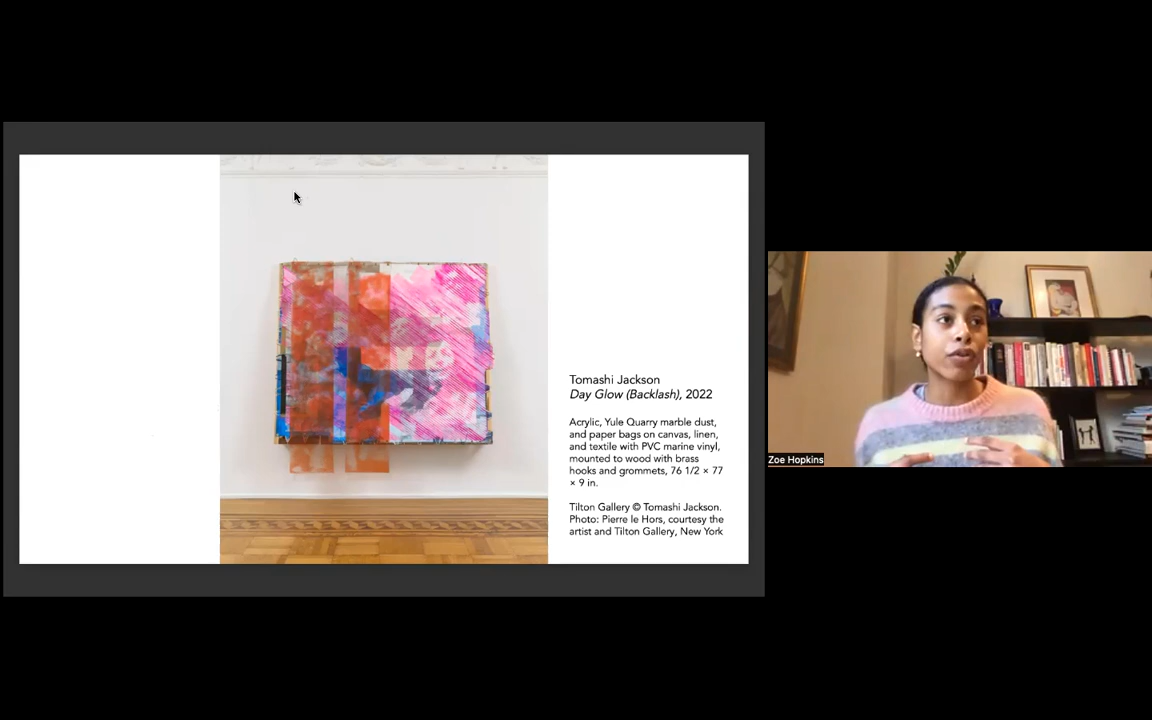 Tomashi Jackson
Day Glow (Backlash), 2022
Acrylic, Yule Quarry marble dust,
and paper bags on canvas, linen,
and textile with PVC marine vinyl,
mounted to wood with brass
hooks and grommets, 76 1/2 × 77
× 9 in.
Tilton Gallery © Tomashi Jackson.
Photo: Pierre le Hors, courtesy the
artist and Tilton Gallery, New York
Zoe Hopkins